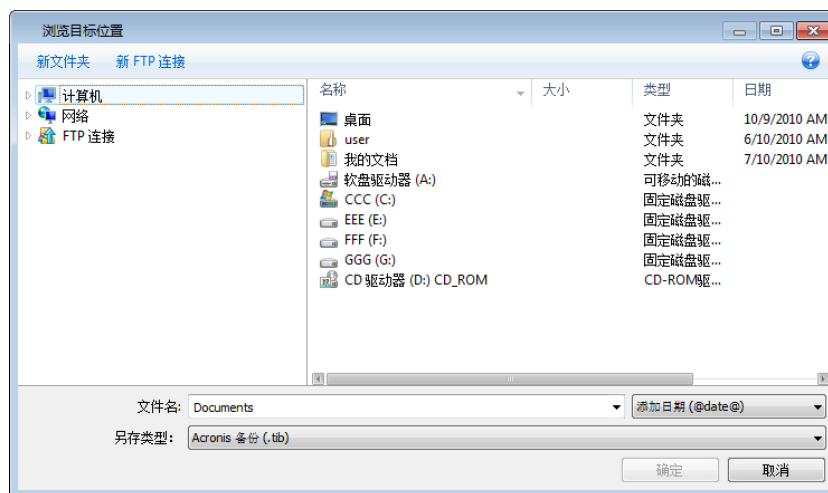 浏览目标位置
新文件夹 新 FTP 连接
计算机
网络
FTP 连接
名称 大小 类型 日期
桌面 文件夹 10/9/2010 AM
user 文件夹 6/10/2010 AM
我的文档 文件夹 7/10/2010 AM
软盘驱动器 (A:) 可移动的磁...
CCC (C:) 固定磁盘驱...
EEE (E:) 固定磁盘驱...
FFF (F:) 固定磁盘驱...
GGG (G:) 固定磁盘驱...
CD 驱动器 (D:) CD_ROM CD-ROM驱...
文件名: Documents 添加日期 (@date@)
另存类型: Acronis 备份 (.tib)
确定 取消